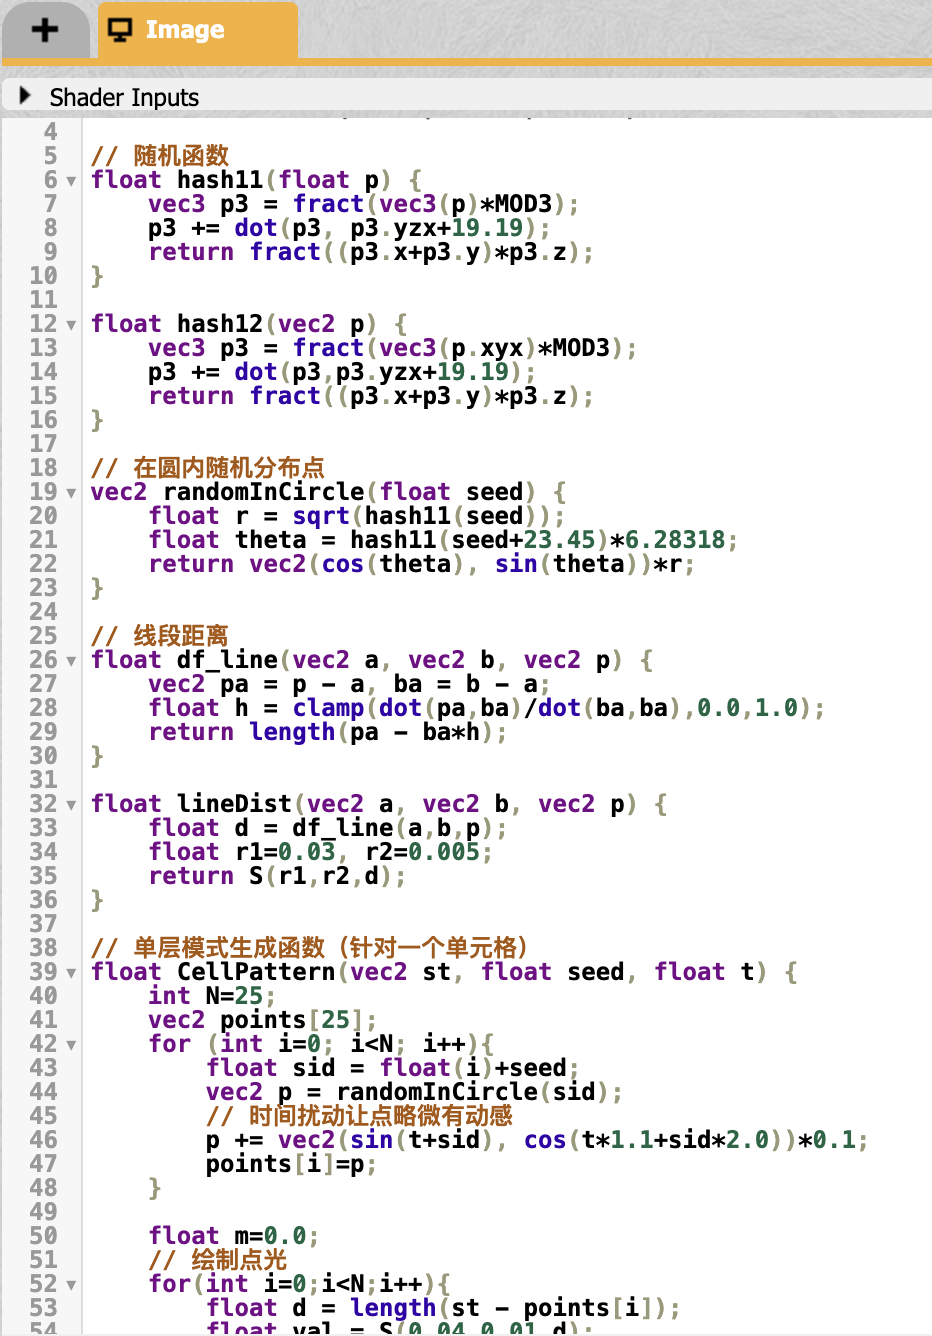 + Image
Shader Inputs
4
5 // 随机函数
6 float hash11(float p) {
7 vec3 p3 = fract(vec3(p)*MOD3);
8 p3 += dot(p3, p3.yzx+19.19);
9 return fract((p3.x+p3.y)*p3.z);
10 }
11
12 float hash12(vec2 p) {
13 vec3 p3 = fract(vec3(p.xyx)*MOD3);
14 p3 += dot(p3,p3.yzx+19.19);
15 return fract((p3.x+p3.y)*p3.z);
16 }
17
18 // 在圆内随机分布点
19 vec2 randomInCircle(float seed) {
20 float r = sqrt(hash11(seed));
21 float theta = hash11(seed+23.45)*6.28318;
22 return vec2(cos(theta), sin(theta))*r;
23 }
24
25 // 线段距离
26 float df_line(vec2 a, vec2 b, vec2 p) {
27 vec2 pa = p - a, ba = b - a;
28 float h = clamp(dot(pa,ba)/dot(ba,ba),0.0,1.0);
29 return length(pa - ba*h);
30 }
31
32 float lineDist(vec2 a, vec2 b, vec2 p) {
33 float d = df_line(a,b,p);
34 float r1=0.03, r2=0.005;
35 return S(r1,r2,d);
36 }
37
38 // 单层模式生成函数（针对一个单元格）
39 float CellPattern(vec2 st, float seed, float t) {
40 int N=25;
41 vec2 points[25];
42 for (int i=0; i<N; i++){
43 float sid = float(i)+seed;
44 vec2 p = randomInCircle(sid);
45 // 时间扰动让点略微有动感
46 p += vec2(sin(t+sid), cos(t*1.1+sid*2.0))*0.1;
47 points[i]=p;
48 }
49
50 float m=0.0;
51 // 绘制点光
52 for(int i=0;i<N;i++){
53 float d = length(st - points[i]);
54 float val = S(0.04,0.01,d);